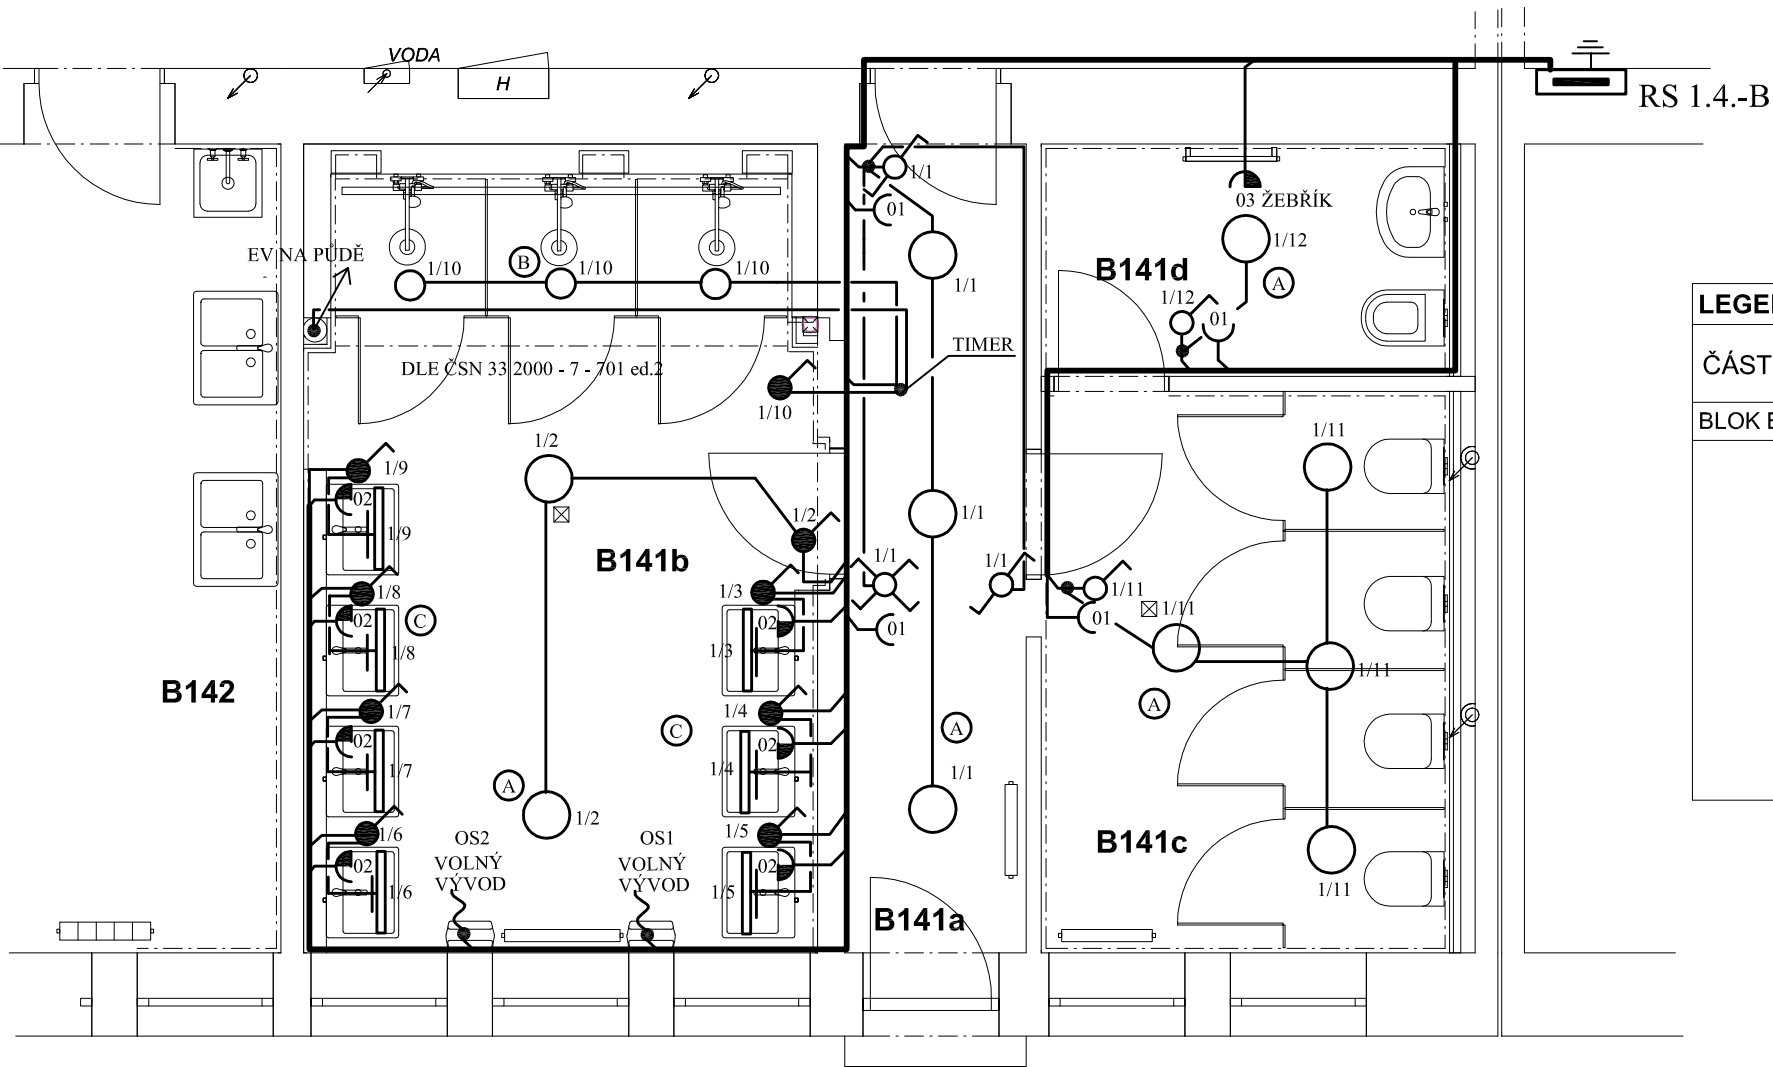 VODA
H
RS 1.4.-B
1/1
01
03 ŽEBŘÍK
EV NA PŮDĚ
1/10
B
1/10
1/10
1/12
B141d
A
1/1
1/12
01
LEGE
TIMER
DLE ČSN 33 2000 - 7 - 701 ed.2
ČÁST
1/10
BLOK
1/2
1/11
1/9
02
1/2
1/1
1/9
B141b
1/1
1/1
1/8
1/3
1/11
1/11
02
C
02
01
01
1/8
1/3
1/11
B142
1/7
1/4
A
02
C
02
A
1/7
1/4
1/1
A
1/2
1/6
OS2
OS1
1/5
B141c
02
VOLNÝ
VÝVOD
VOLNÝ
VÝVOD
02
1/6
1/5
1/11
B141a